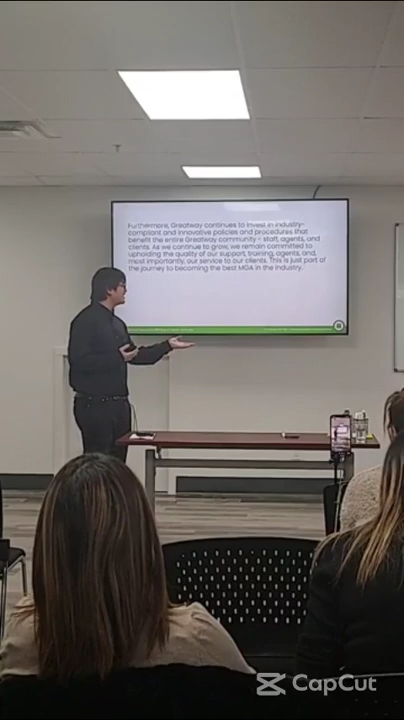 Furthermore, Greatway continues to invest in industry-
compliant and innovative policies and procedures that
benefit the entire Greatway community - staff, agents, and
clients. As we continue to grow, we remain committed to
upholding the quality of our support, training, agents, and,
most importantly, our service to our clients. This is just part of
the journey to becoming the best MGA in the industry.
CapCut